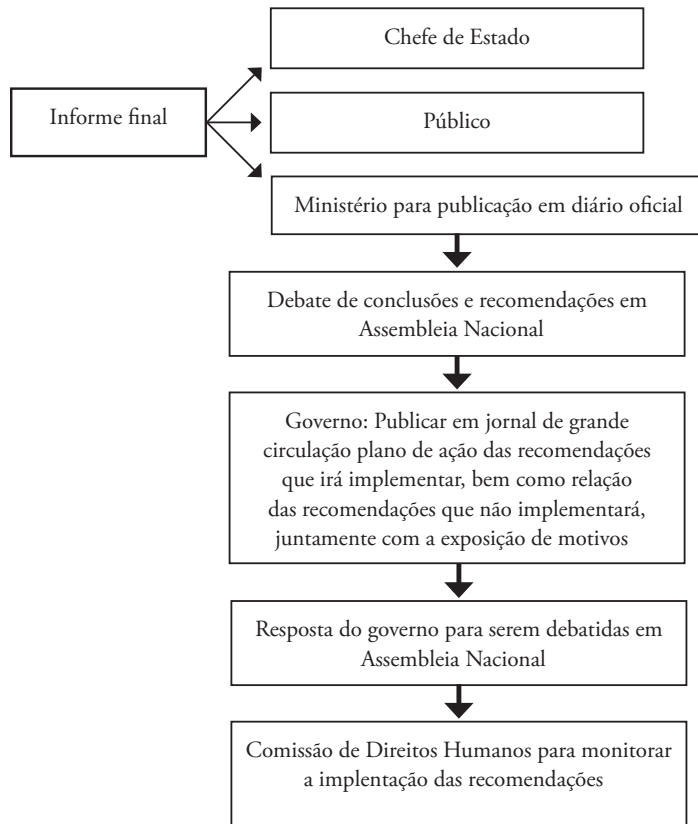 Chefe de Estado
Informe final
Público
Ministério para publicação em diário oficial
Debate de conclusões e recomendações em
Assembleia Nacional
Governo: Publicar em jornal de grande
circulação plano de ação das recomendações
que irá implementar, bem como relação
das recomendações que não implementará,
juntamente com a exposição de motivos
Resposta do governo para serem debatidas em
Assembleia Nacional
Comissão de Direitos Humanos para monitorar
a implentação das recomendações